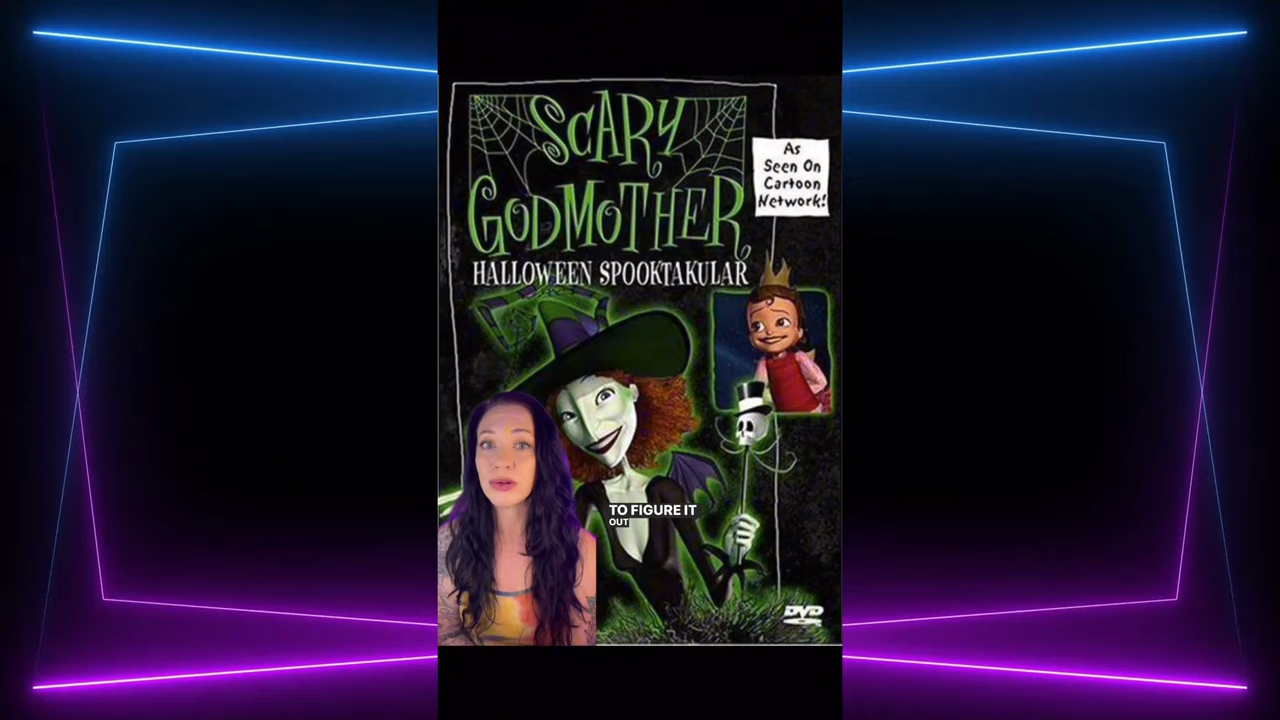 SCARY
GODMOTHER
HALLOWEEN SPOOKTAKULAR
As
Seen On
Cartoon
Network!
TO FIGURE IT
OUT
DVD